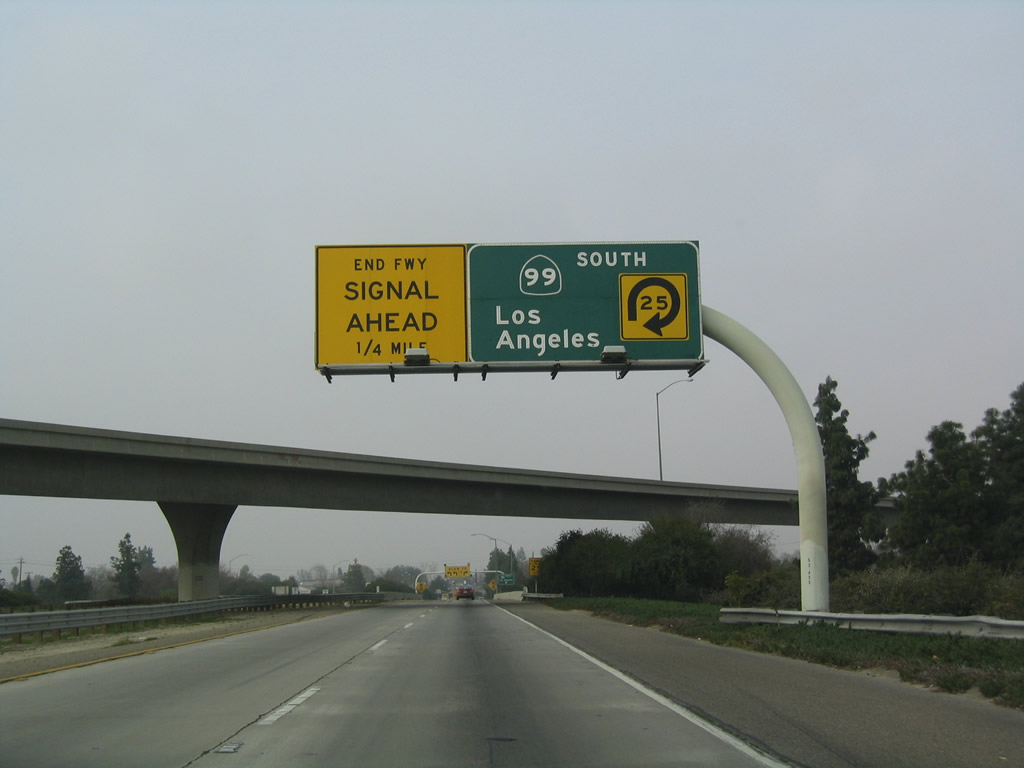 END FWY
SIGNAL
AHEAD
1/4 MILE
99 SOUTH
25
Los
Angeles